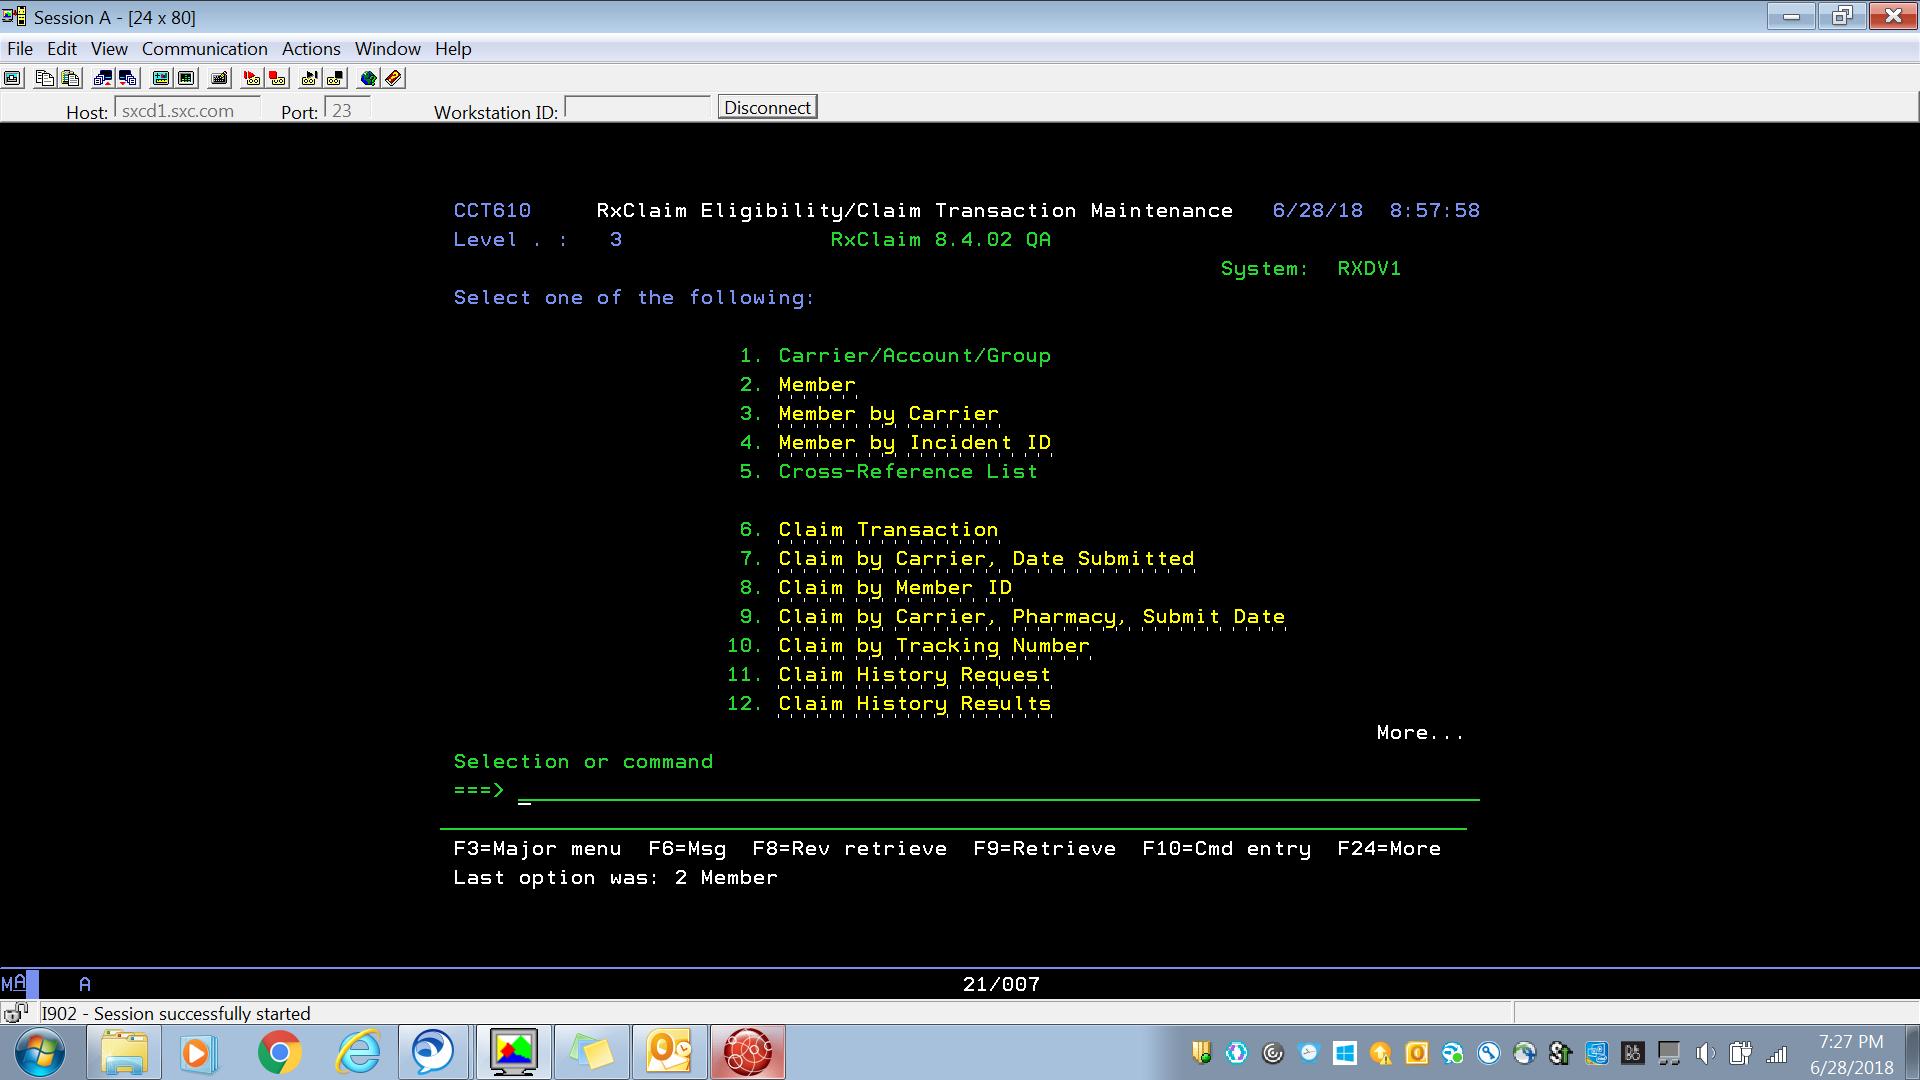 Session A - [24 x 80]
File Edit View Communication Actions Window Help
Host: sxcd1.sxc.com Port: 23 Workstation ID: Disconnect
CCT610 RxClaim Eligibility/Claim Transaction Maintenance 6/28/18 8:57:58
Level . : 3 RxClaim 8.4.02 QA
System: RXDV1
Select one of the following:
1. Carrier/Account/Group
2. Member
3. Member by Carrier
4. Member by Incident ID
5. Cross-Reference List
6. Claim Transaction
7. Claim by Carrier, Date Submitted
8. Claim by Member ID
9. Claim by Carrier, Pharmacy, Submit Date
10. Claim by Tracking Number
11. Claim History Request
12. Claim History Results
More...
Selection or command
===>
F3=Major menu F6=Msg F8=Rev retrieve F9=Retrieve F10=Cmd entry F24=More
Last option was: 2 Member
MA A 21/007
I902 - Session successfully started
7:27 PM
6/28/2018